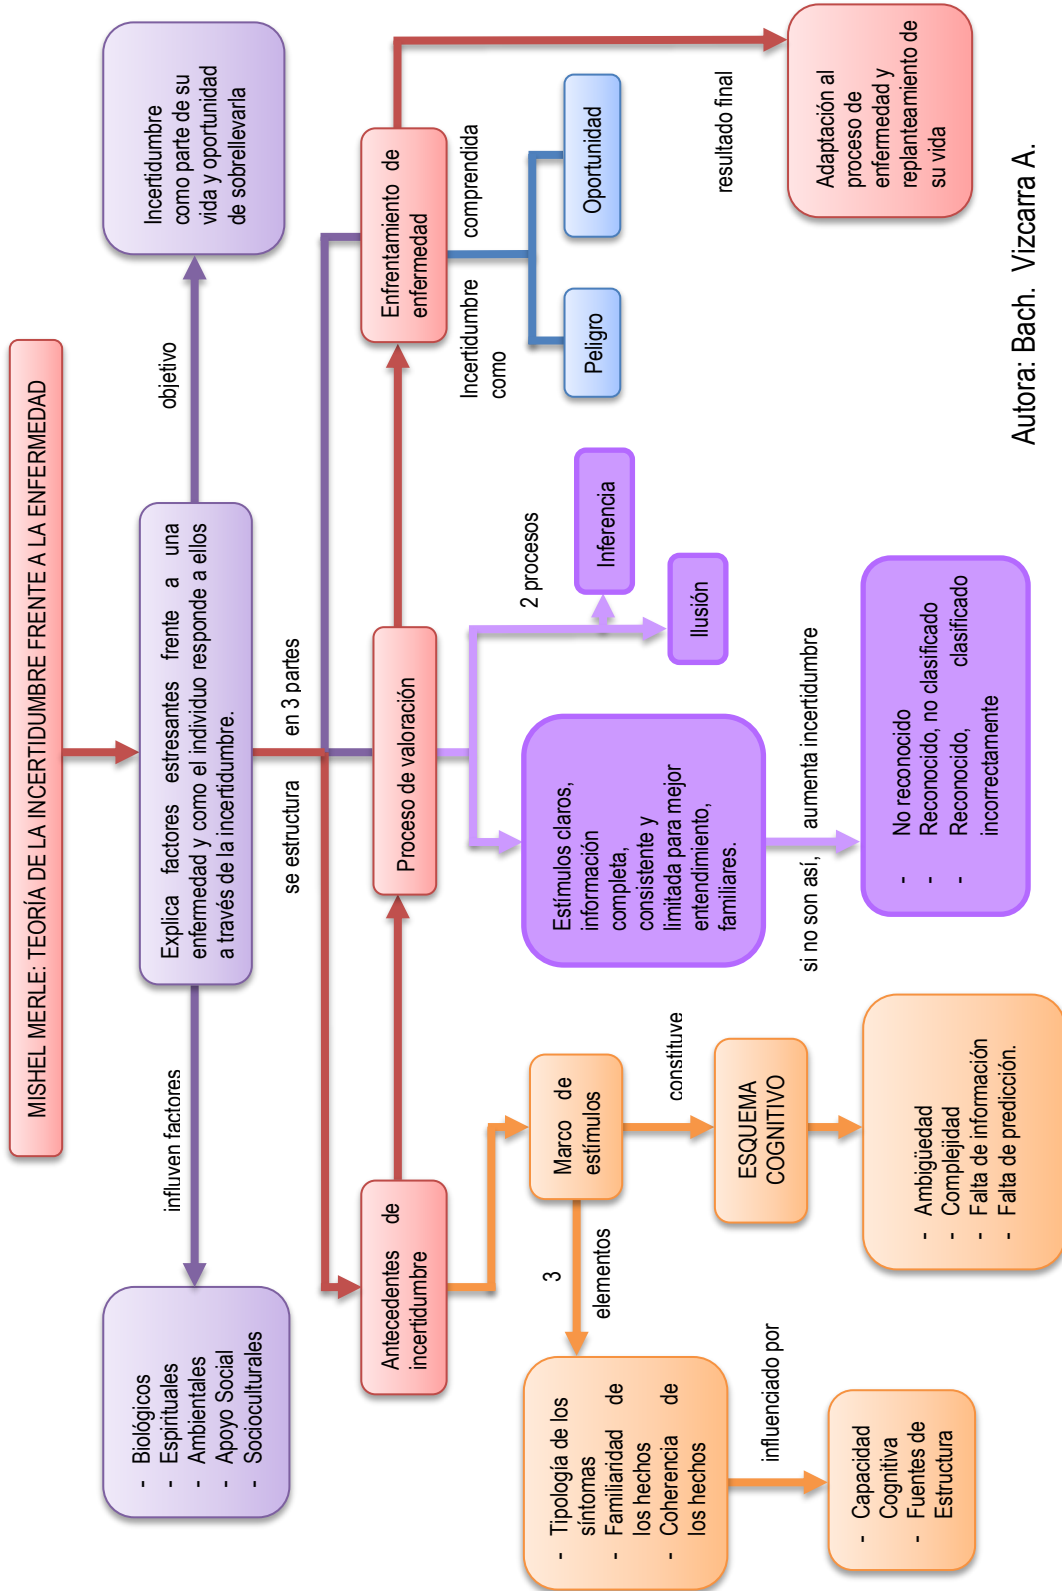 MISHEL MERLE: TEORÍA DE LA INCERTIDUMBRE FRENTE A LA ENFERMEDAD
influyen factores
objetivo
- Biológicos
- Espirituales
- Ambientales
- Apoyo Social
- Socioculturales
Explica factores estresantes frente a una
enfermedad y como el individuo responde a ellos
a través de la incertidumbre.
Incertidumbre
como parte de su
vida y oportunidad
de sobrellevarla
se estructura en 3 partes
Antecedentes de
incertidumbre
Proceso de valoración
Enfrentamiento de
enfermedad
Marco de
estímulos
3
elementos
- Tipología de los
síntomas
- Familiaridad de
los hechos
- Coherencia de
los hechos
influenciado por
- Capacidad
Cognitiva
- Fuentes de
Estructura
constituye
ESQUEMA
COGNITIVO
- Ambigüedad
- Complejidad
- Falta de información
- Falta de predicción.
Estímulos claros,
información
completa,
consistente y
limitada para mejor
entendimiento,
familiares.
2 procesos
Ilusión
Inferencia
si no son así, aumenta incertidumbre
- No reconocido
- Reconocido, no clasificado
- Reconocido, clasificado
incorrectamente
Incertidumbre comprendida
como
Peligro
Oportunidad
resultado final
Adaptación al
proceso de
enfermedad y
replanteamiento de
su vida
Autora: Bach. Vizcarra A.